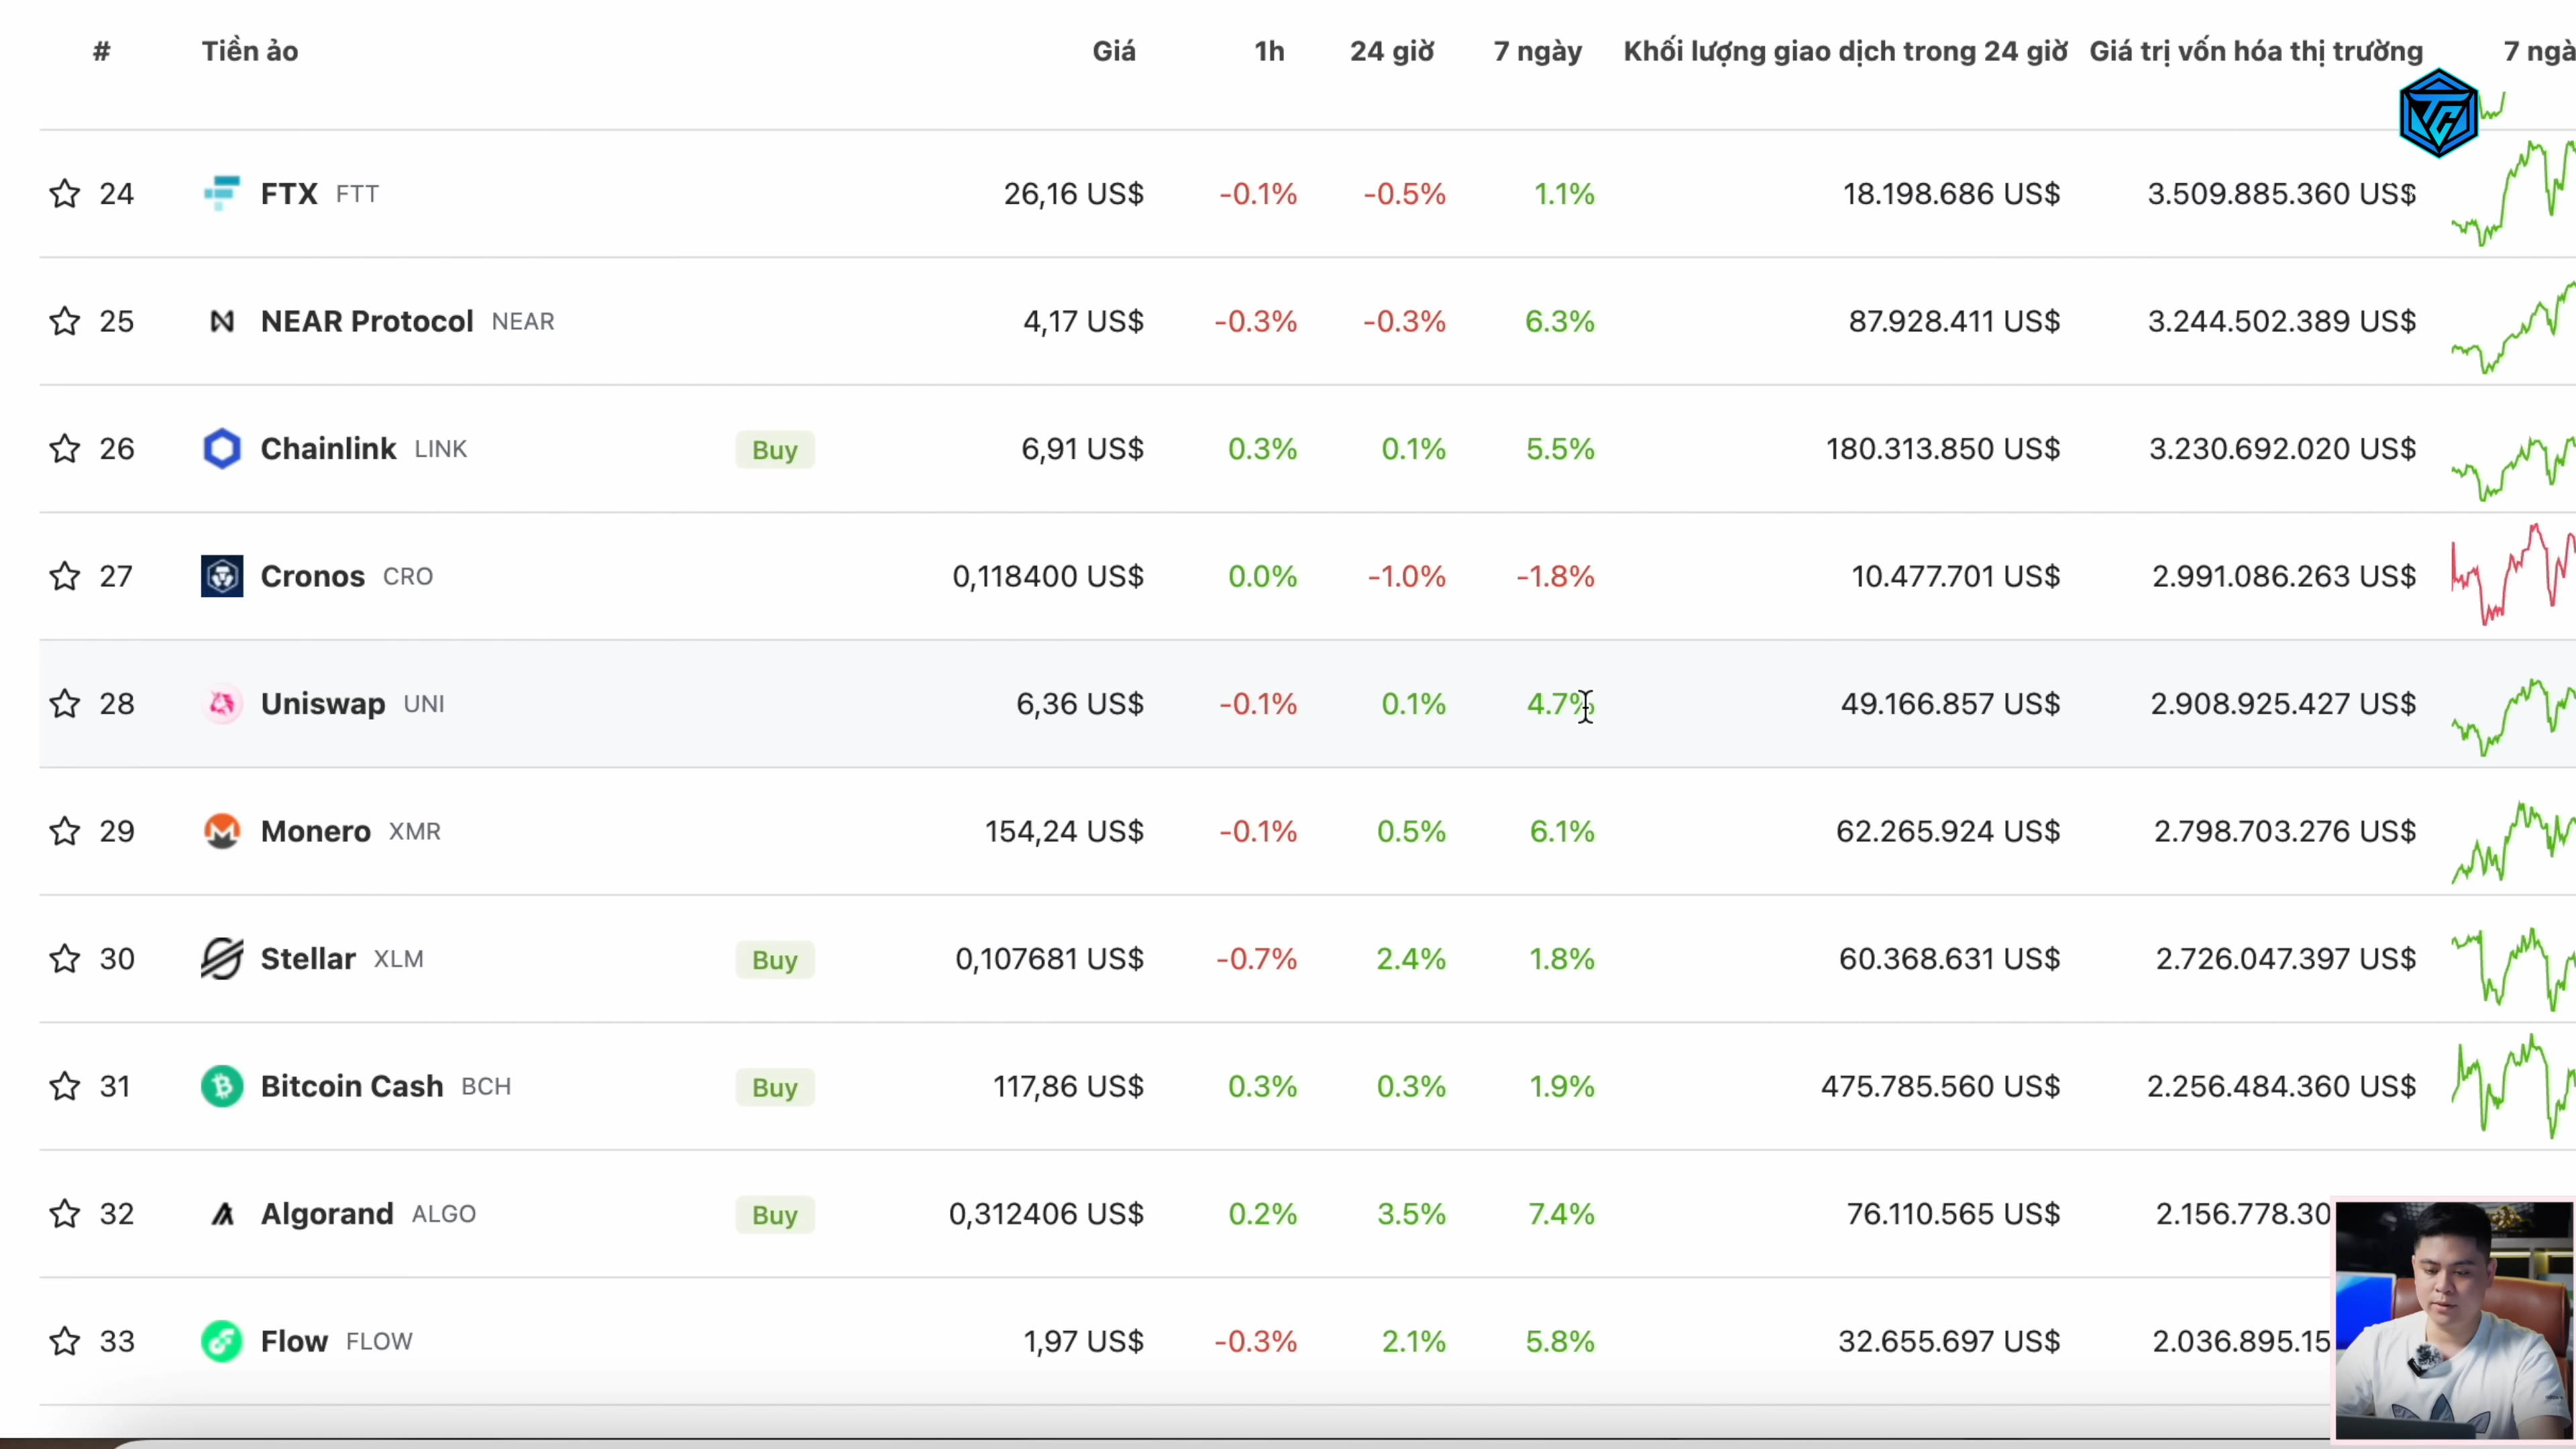 # Tiền ảo Giá 1h 24 giờ 7 ngày Khối lượng giao dịch trong 24 giờ Giá trị vốn hóa thị trường 7 ngà
TC
24 FTX FTT 26,16 US$ -0.1% -0.5% 1.1% 18.198.686 US$ 3.509.885.360 US$
25 NEAR Protocol NEAR 4,17 US$ -0.3% -0.3% 6.3% 87.928.411 US$ 3.244.502.389 US$
26 Chainlink LINK Buy 6,91 US$ 0.3% 0.1% 5.5% 180.313.850 US$ 3.230.692.020 US$
27 Cronos CRO 0,118400 US$ 0.0% -1.0% -1.8% 10.477.701 US$ 2.991.086.263 US$
28 Uniswap UNI 6,36 US$ -0.1% 0.1% 4.7% 49.166.857 US$ 2.908.925.427 US$
29 Monero XMR 154,24 US$ -0.1% 0.5% 6.1% 62.265.924 US$ 2.798.703.276 US$
30 Stellar XLM Buy 0,107681 US$ -0.7% 2.4% 1.8% 60.368.631 US$ 2.726.047.397 US$
31 Bitcoin Cash BCH Buy 117,86 US$ 0.3% 0.3% 1.9% 475.785.560 US$ 2.256.484.360 US$
32 Algorand ALGO Buy 0,312406 US$ 0.2% 3.5% 7.4% 76.110.565 US$ 2.156.778.30
33 Flow FLOW 1,97 US$ -0.3% 2.1% 5.8% 32.655.697 US$ 2.036.895.15